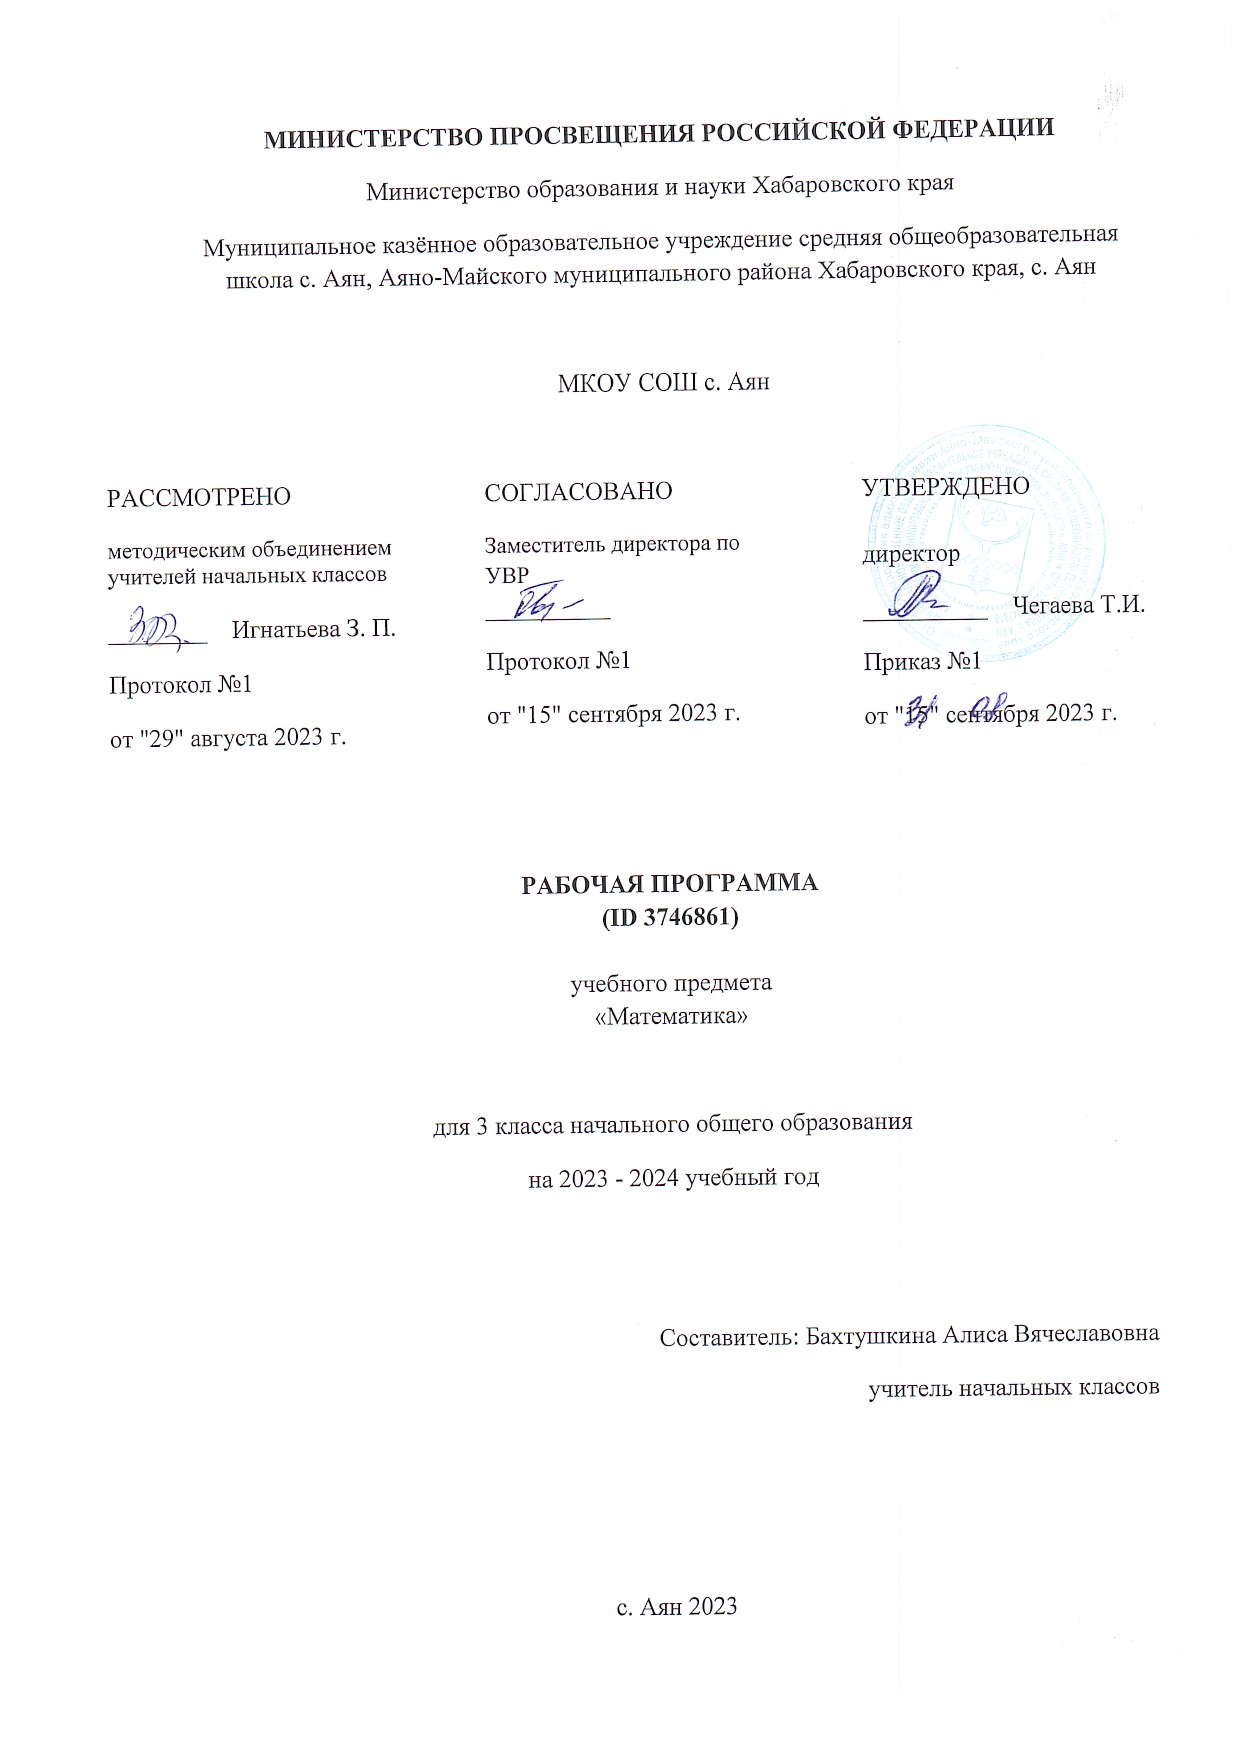 МИНИСТЕРСТВО ПРОСВЕЩЕНИЯ РОССИЙСКОЙ ФЕДЕРАЦИИ
Министерство образования и науки Хабаровского края
Муниципальное казённое образовательное учреждение средняя общеобразовательная
школа с. Аян, Аяно-Майского муниципального района Хабаровского края, с. Аян
МКОУ СОШ с. Аян
РАССМОТРЕНО
методическим объединением
учителей начальных классов
Игнатьева З. П.
Протокол №1
от "29" августа 2023 г.
СОГЛАСОВАНО
Заместитель директора по
УВР
Протокол №1
от "15" сентября 2023 г.
УТВЕРЖДЕНО
директор
Чегаева Т.И.
Приказ №1
от "15" сентября 2023 г.
РАБОЧАЯ ПРОГРАММА
(ID 3746861)
учебного предмета
«Математика»
для 3 класса начального общего образования
на 2023 - 2024 учебный год
Составитель: Бахтушкина Алиса Вячеславовна
учитель начальных классов
с. Аян 2023